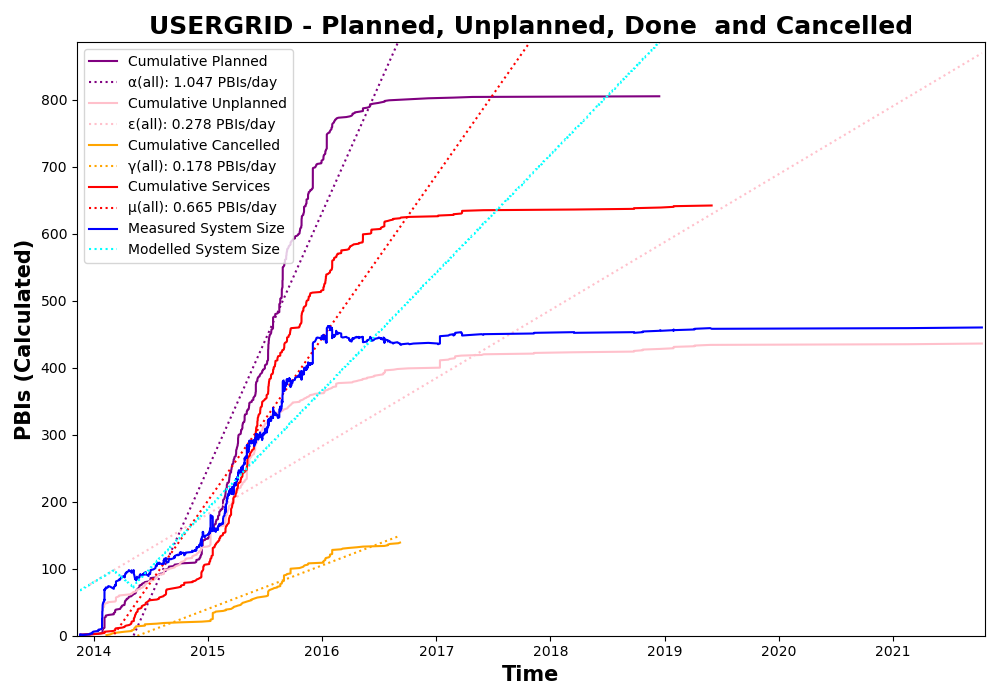 USERGRID - Planned, Unplanned, Done  and Cancelled
Cumulative Planned
α(all): 1.047 PBIs/day
Cumulative Unplanned
ε(all): 0.278 PBIs/day
Cumulative Cancelled
γ(all): 0.178 PBIs/day
Cumulative Services
μ(all): 0.665 PBIs/day
Measured System Size
Modelled System Size
PBIs (Calculated)
800
700
600
500
400
300
200
100
0
2014 2015 2016 2017 2018 2019 2020 2021
Time